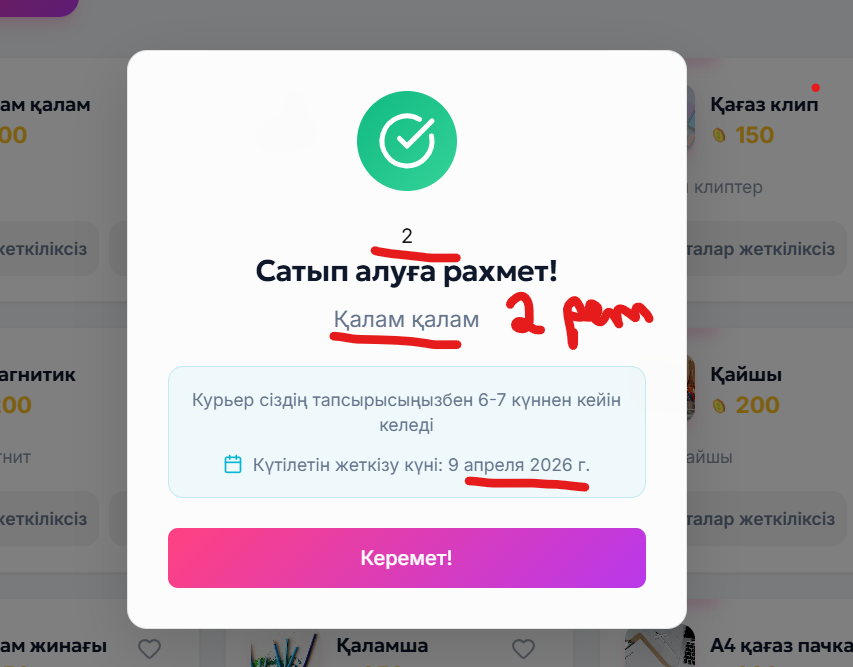 ам қалам
00
Қағаз клип
150
клиптер
жеткіліксіз
талар жеткіліксіз
2
Сатып алуға рахмет!
Қалам қалам
2 рет
Курьер сіздің тапсырысыңызбен 6-7 күннен кейін
келеді
Күтілетін жеткізу күні: 9 апреля 2026 г.
Керемет!
агнитик
200
Қайшы
200
гнит
айшы
жеткіліксіз
талар жеткіліксіз
ам жинағы
Қаламша
А4 қағаз пачка